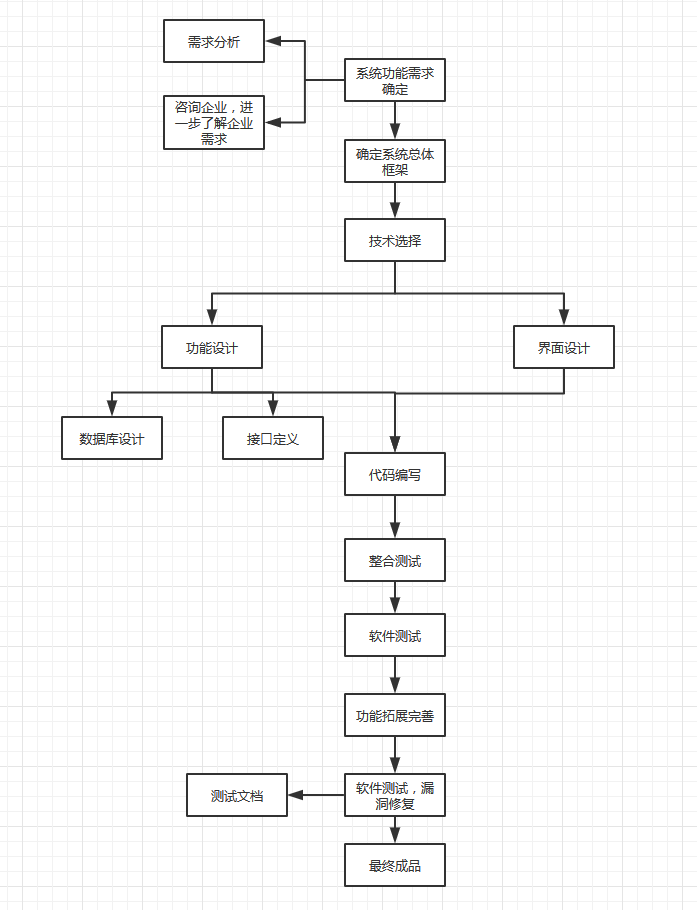 需求分析
系统功能需求
确定
咨询企业，进
一步了解企业
需求
确定系统总体
框架
技术选择
功能设计
界面设计
数据库设计
接口定义
代码编写
整合测试
软件测试
功能拓展完善
测试文档
软件测试，漏
洞修复
最终成品